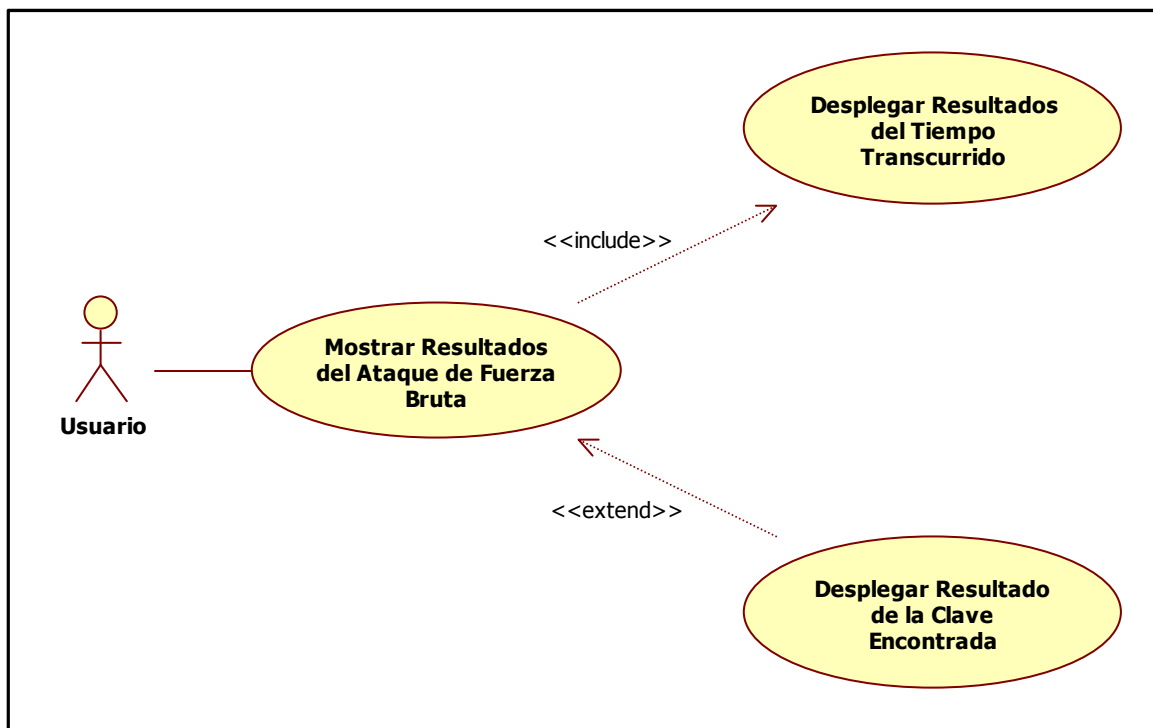 Desplegar Resultados
del Tiempo
Transcurrido
<<include>>
Mostrar Resultados
del Ataque de Fuerza
Bruta
Usuario
<<extend>>
Desplegar Resultado
de la Clave
Encontrada